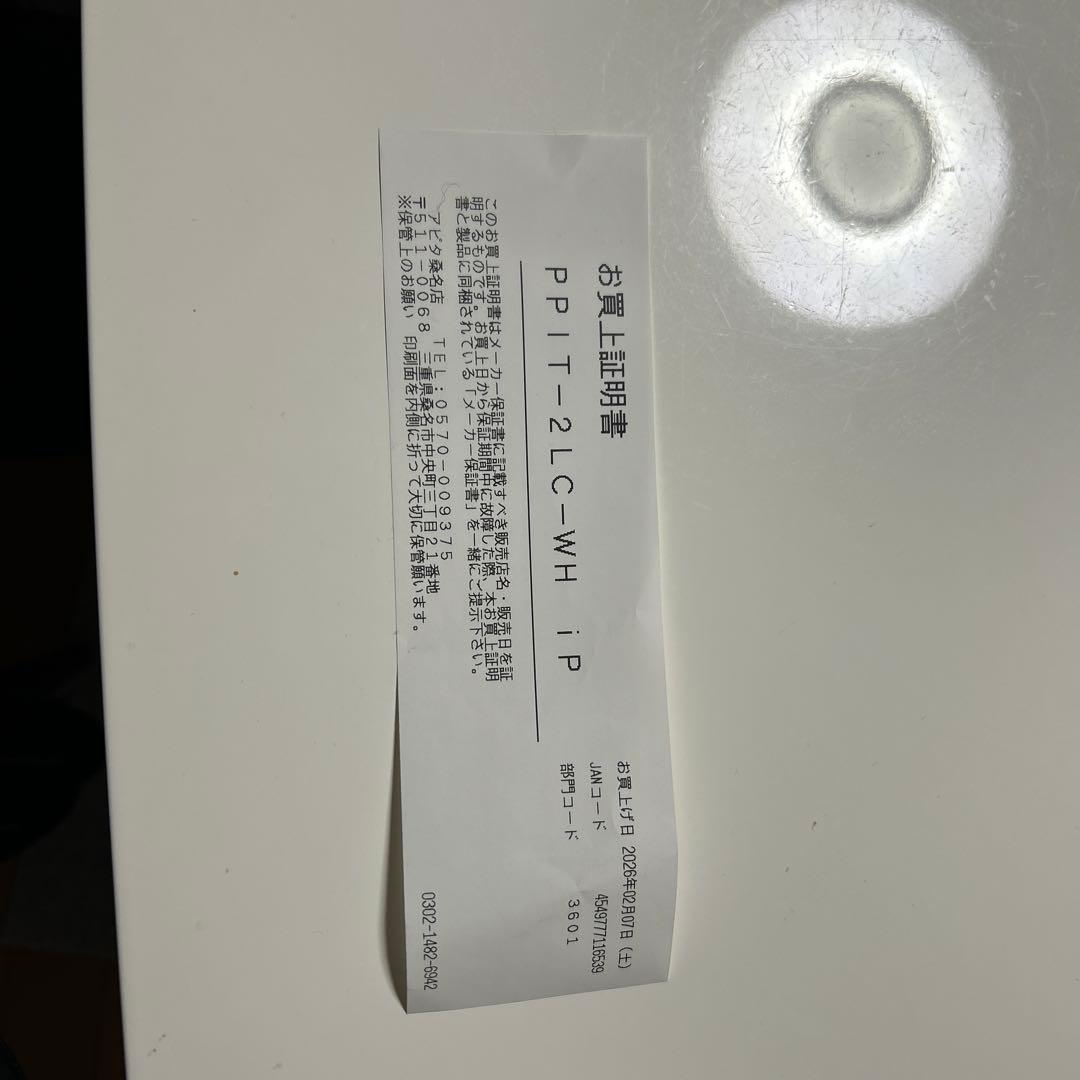 お買上証明書
お買上げ日 2026年02月07日（土）
JANコード 4549777116539
部門コード 3601
PPIT-2LC-WH iP
このお買上証明書はメーカー保証書に記載すべき販売店名・販売日を証
明するものです。お買上日から保証期間中に故障した際、本お買上証明
書と製品に同梱されている「メーカー保証書」を一緒にご提示下さい。
アピタ桑名店 TEL:0570-009375
〒511-0068 三重県桑名市中央町三丁目21番地
※保管上のお願い 印刷面を内側に折って大切に保管願います。
0302-1482-6942